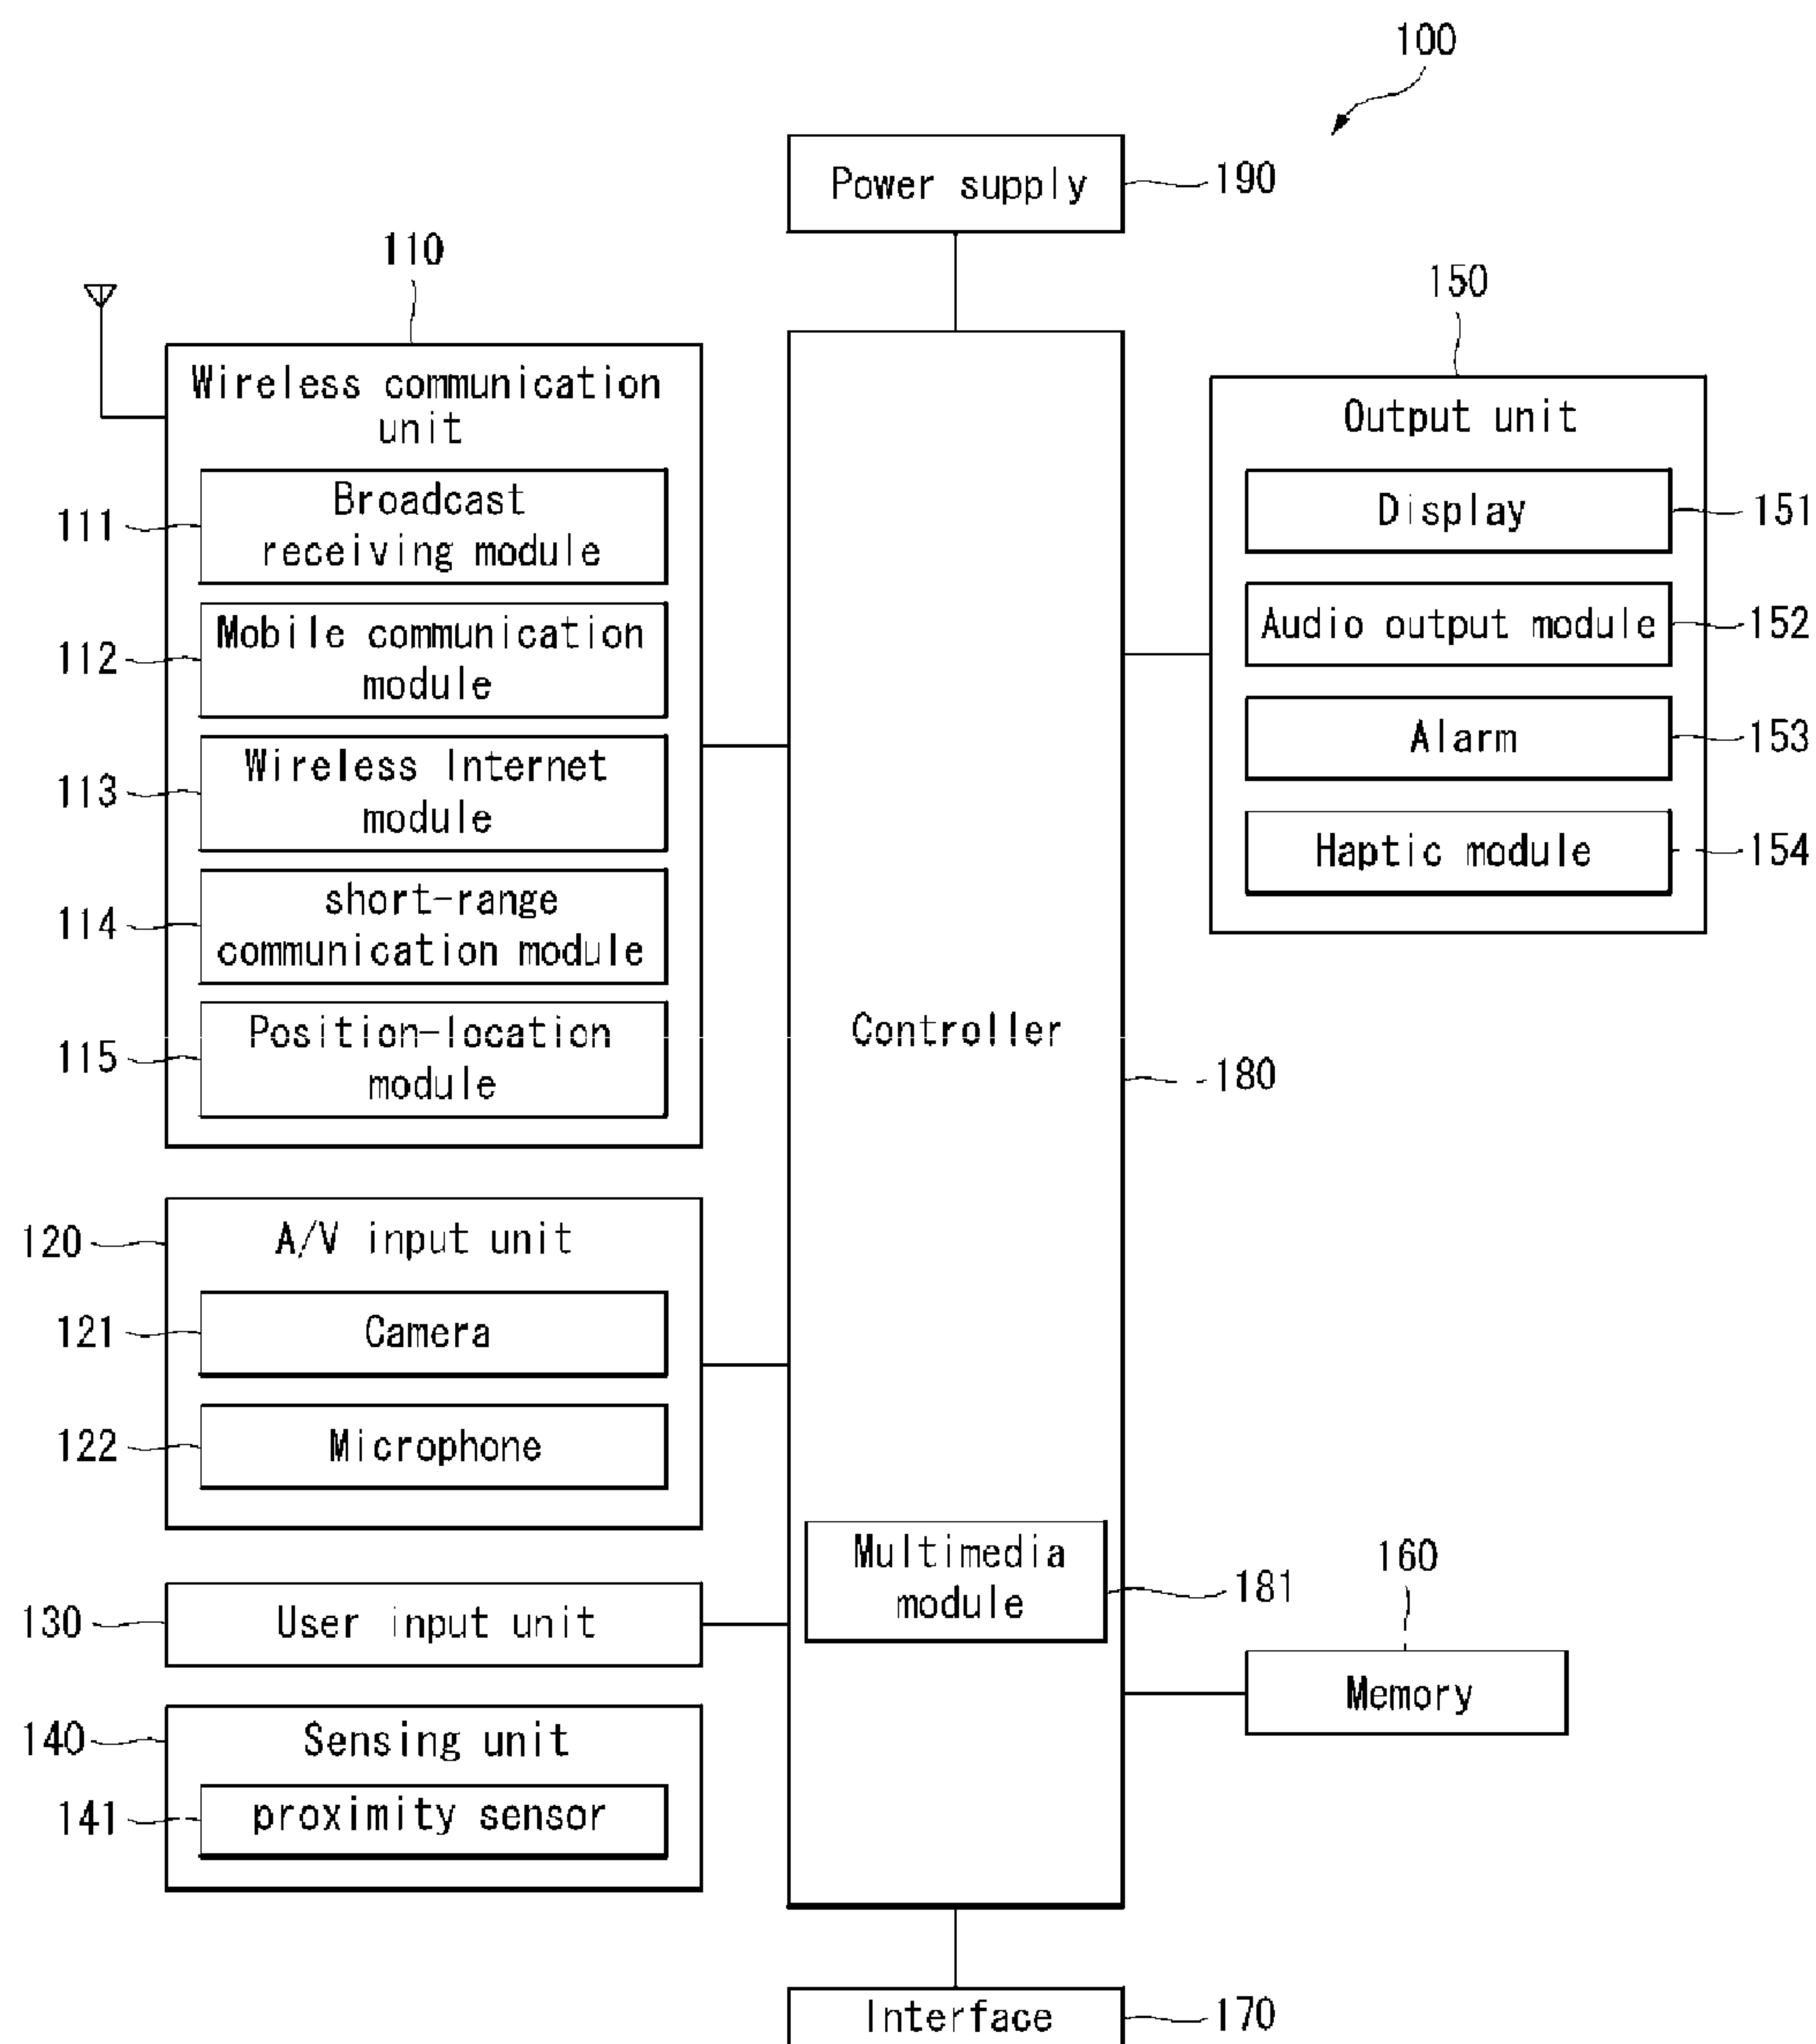 100
Power supply
190
110
Wireless communication
unit
111
Broadcast
receiving module
112
Mobile communication
module
113
Wireless Internet
module
114
short-range
communication module
115
Position-location
module
120
A/V input unit
121
Camera
122
Microphone
130
User input unit
140
Sensing unit
141
proximity sensor
Controller
180
Multimedia
module
181
150
Output unit
Display
151
Audio output module
152
Alarm
153
Haptic module
154
160
Memory
Interface
170